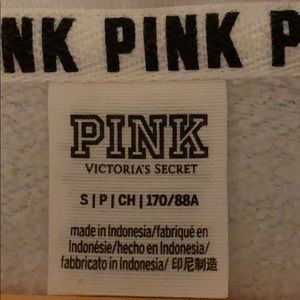 NK PINK P
PINK
VICTORIA'S SECRET
S | P | CH | 170/88A
made in Indonesia/fabriqué en
Indonésie/hecho en Indonesia/
fabbricato in Indonesia/ 印尼制造